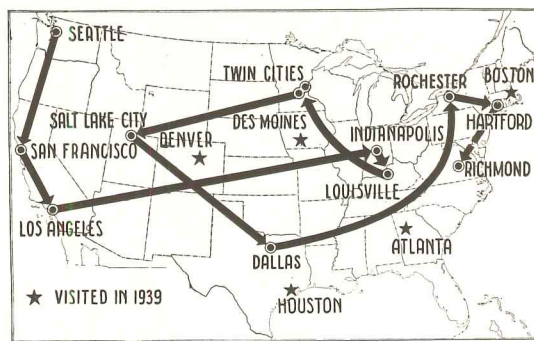 SEATTLE
TWIN CITIES
ROCHESTER
BOSTON
SALT LAKE CITY
DES MOINES
HARTFORD
DENVER
INDIANAPOLIS
SAN FRANCISCO
RICHMOND
LOUISVILLE
LOS ANGELES
ATLANTA
DALLAS
★ VISITED IN 1939
HOUSTON